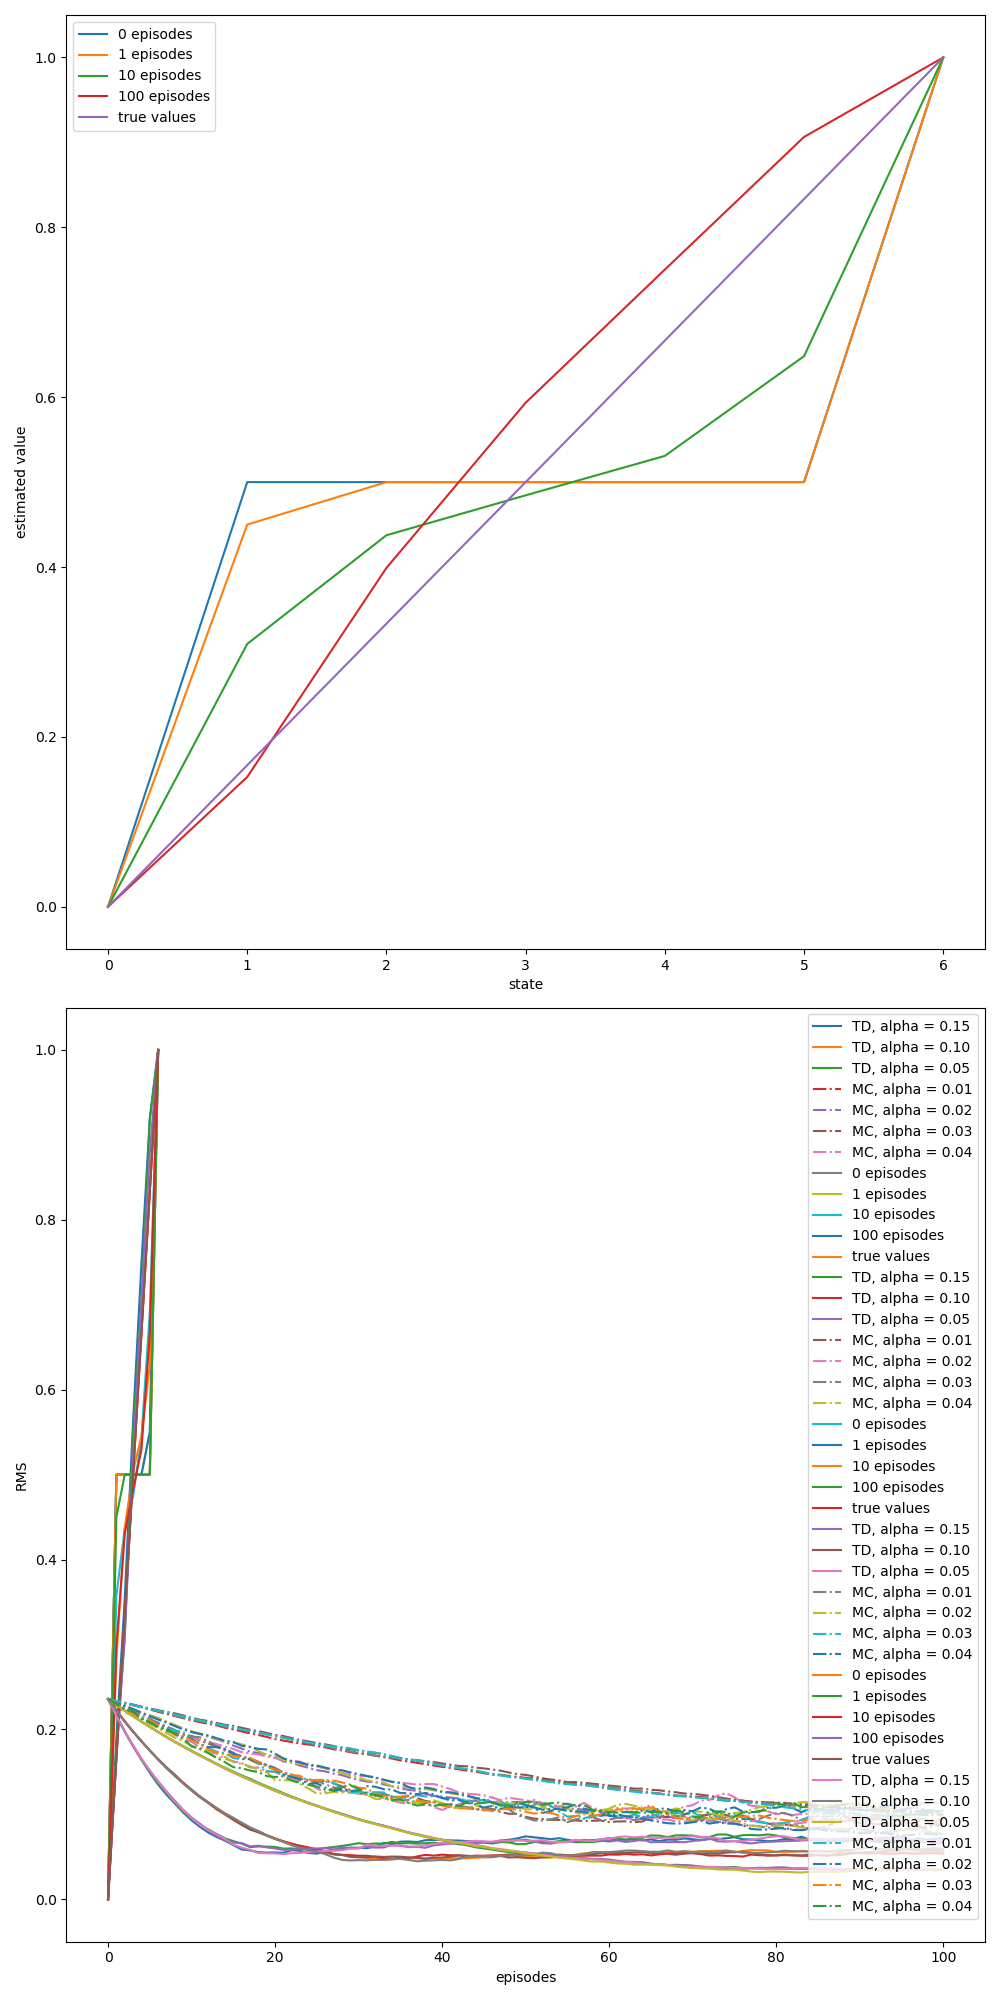 0 episodes
1 episodes
10 episodes
100 episodes
true values
1.0
0.8
0.6
0.4
0.2
0.0
estimated value
0 1 2 3 4 5 6
state
TD, alpha = 0.15
TD, alpha = 0.10
TD, alpha = 0.05
MC, alpha = 0.01
MC, alpha = 0.02
MC, alpha = 0.03
MC, alpha = 0.04
0 episodes
1 episodes
10 episodes
100 episodes
true values
TD, alpha = 0.15
TD, alpha = 0.10
TD, alpha = 0.05
MC, alpha = 0.01
MC, alpha = 0.02
MC, alpha = 0.03
MC, alpha = 0.04
0 episodes
1 episodes
10 episodes
100 episodes
true values
TD, alpha = 0.15
TD, alpha = 0.10
TD, alpha = 0.05
MC, alpha = 0.01
MC, alpha = 0.02
MC, alpha = 0.03
MC, alpha = 0.04
0 episodes
1 episodes
10 episodes
100 episodes
true values
TD, alpha = 0.15
TD, alpha = 0.10
TD, alpha = 0.05
MC, alpha = 0.01
MC, alpha = 0.02
MC, alpha = 0.03
MC, alpha = 0.04
1.0
0.8
0.6
0.4
0.2
0.0
RMS
0 20 40 60 80 100
episodes